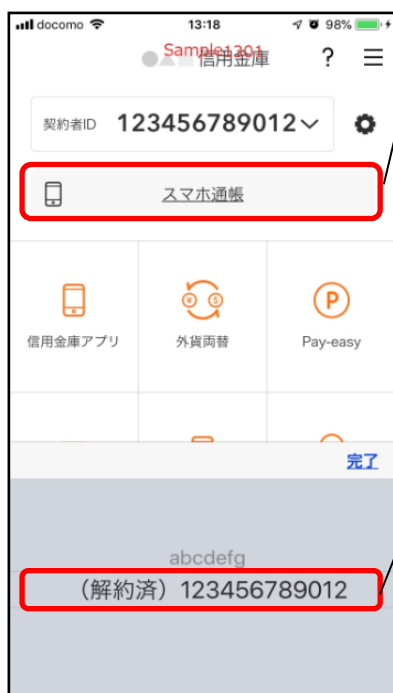 docomo 13:18 98%
●▲■信用金庫 ?
Sample1201
契約者ID 123456789012
スマホ通帳
信用金庫アプリ 外貨両替 Pay-easy
完了
abcdefg
(解約済) 123456789012